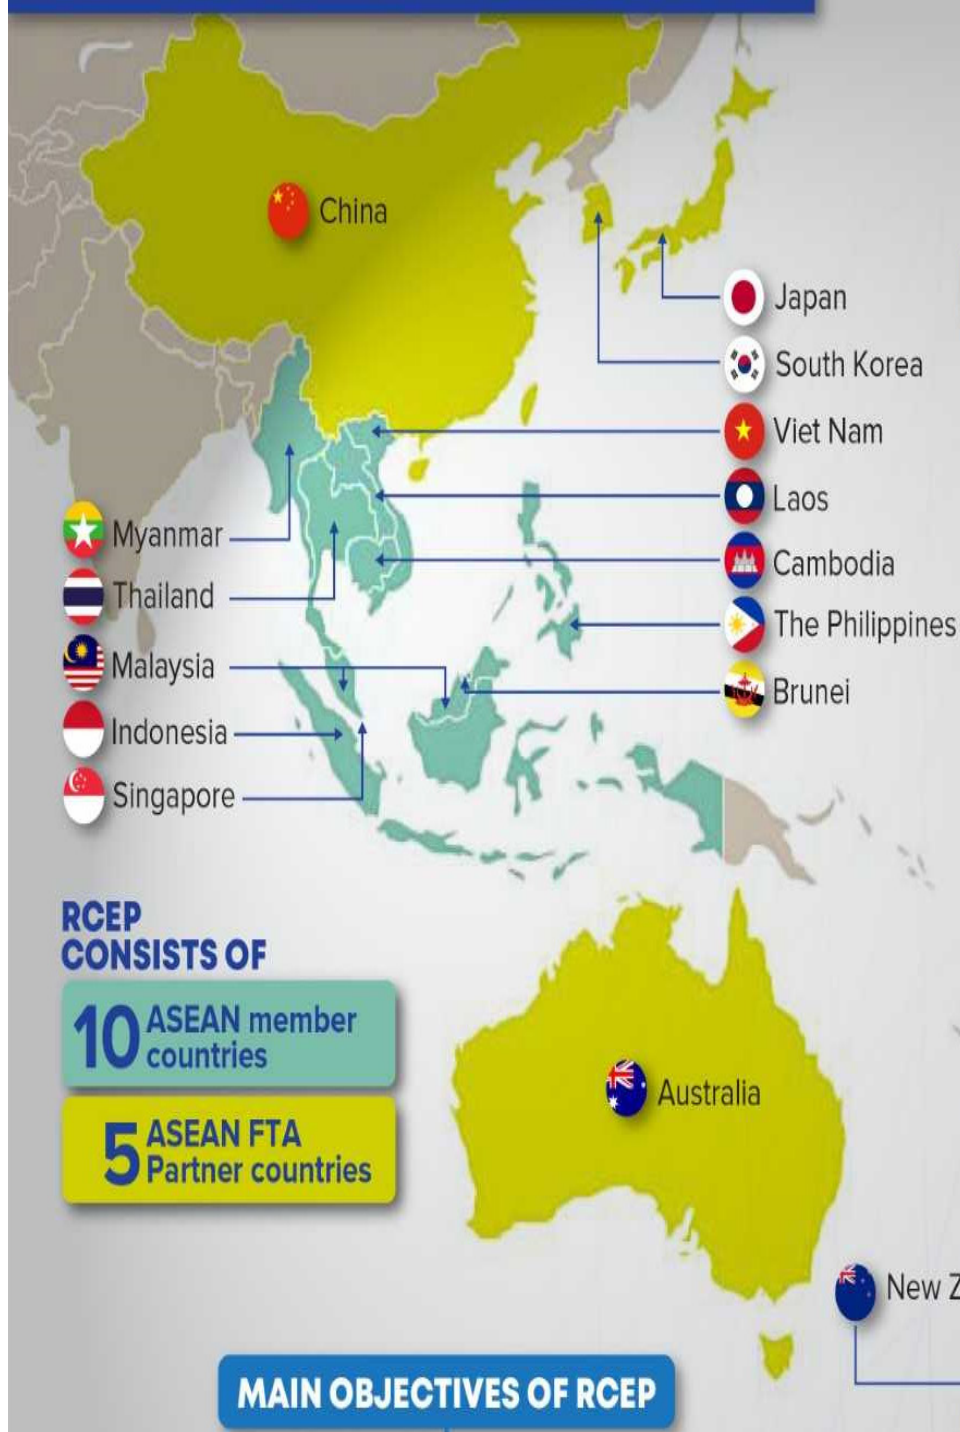 China
Japan
South Korea
Viet Nam
Laos
Cambodia
The Philippines
Brunei
Myanmar
Thailand
Malaysia
Indonesia
Singapore
RCEP
CONSISTS OF
10 ASEAN member
countries
5 ASEAN FTA
Partner countries
Australia
New Z
MAIN OBJECTIVES OF RCEP